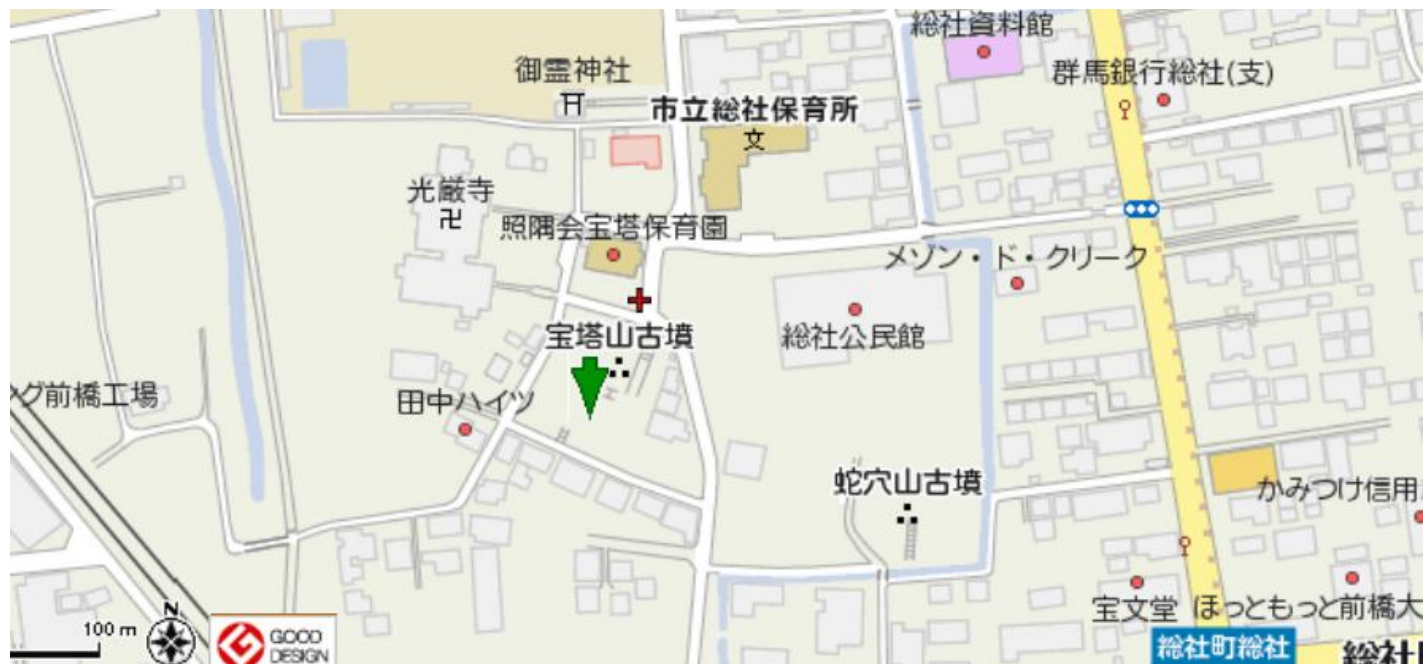 総社資料館
御霊神社
群馬銀行総社(支)
市立総社保育所
文
光厳寺
卍
照隅会宝塔保育園
メゾン・ド・クリーク
宝塔山古墳
総社公民館
グ前橋工場
田中ハイツ
蛇穴山古墳
かみつけ信用
宝文堂
ほっともっと前橋大
総社町総社
総社
N
100 m
GOOD
DESIGN